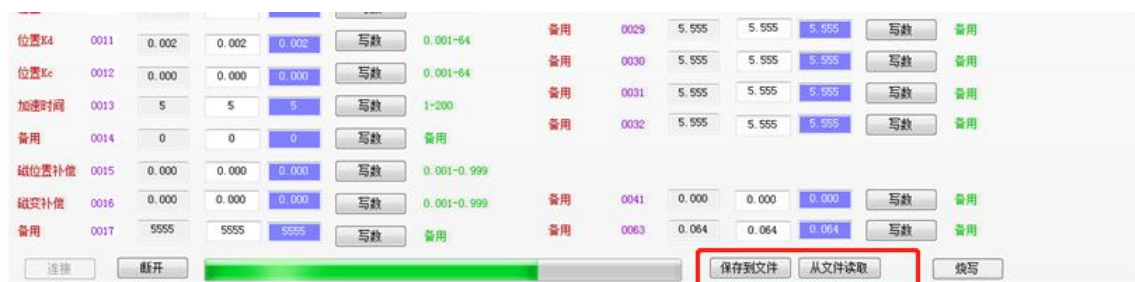 位置Kd 0011 0.002 0.002 0.002 写数 0.001-64 备用 0029 5.555 5.555 5.555 写数 备用
位置Kc 0012 0.000 0.000 0.000 写数 0.001-64 备用 0030 5.555 5.555 5.555 写数 备用
加速时间 0013 5 5 5 写数 1-200 备用 0031 5.555 5.555 5.555 写数 备用
备用 0014 0 0 0 写数 备用 备用 0032 5.555 5.555 5.555 写数 备用
磁位置补偿 0015 0.000 0.000 0.000 写数 0.001-0.999
磁变补偿 0016 0.000 0.000 0.000 写数 0.001-0.999 备用 0041 0.000 0.000 0.000 写数 备用
备用 0017 5555 5555 5555 写数 备用 备用 0063 0.064 0.064 0.064 写数 备用
连接 断开 保存到文件 从文件读取 烧写